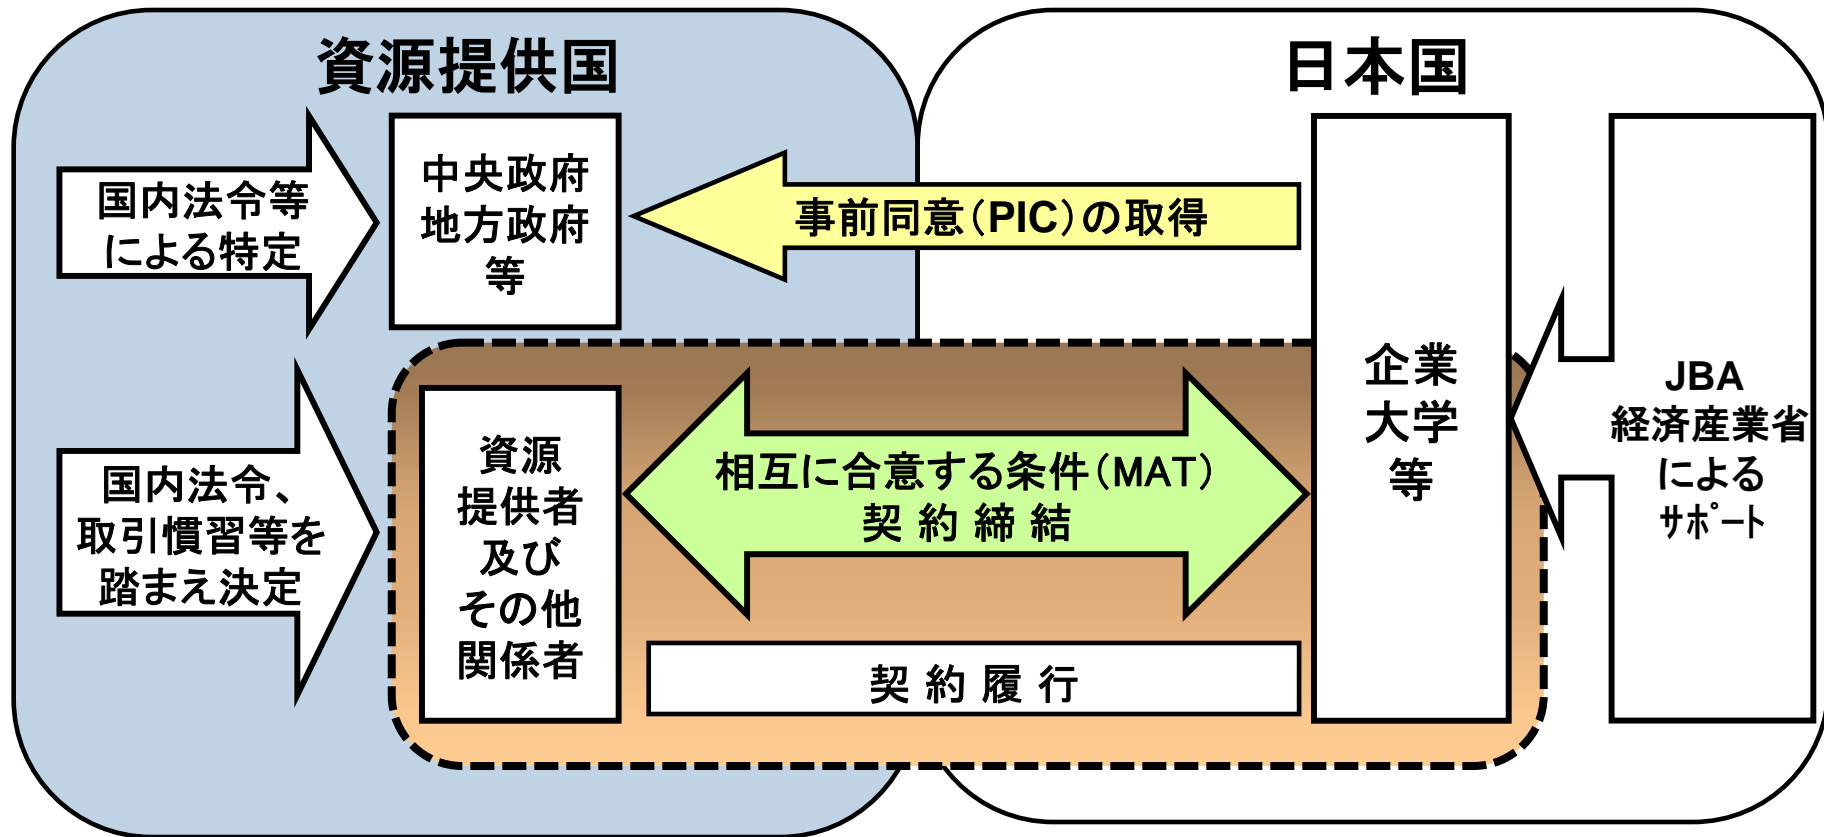 資源提供国
日本国
国内法令等
による特定
中央政府
地方政府
等
事前同意(PIC)の取得
国内法令、
取引慣習等を
踏まえ決定
資源
提供者
及び
その他
関係者
相互に合意する条件(MAT)
契約締結
契約履行
企業
大学
等
JBA
経済産業省
による
ｻﾎﾟｰﾄ